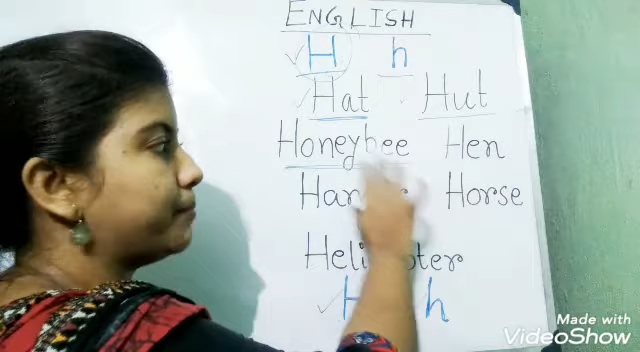 ENGLISH
H h
Hat Hut
Honeybee Hen
Horse
H h
Made with
VideoShow